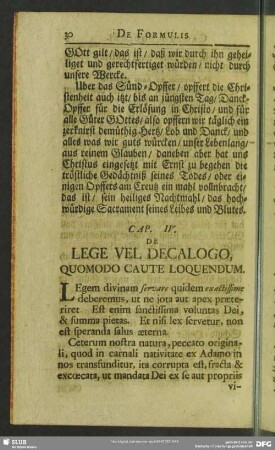 30 DE FORMULIS
GOtt gilt / das ist / daß wir durch ihn gehei-
liget und gerechtfertiget würden / nicht durch
unsere Wercke.
Uber das Sünd-Opffer / opffert die Chri-
stenheit auch itzt / bis an jüngsten Tag / Danck-
Opffer für die Erlösung in Christo / und für
alle Güter Gottes / also opffern wir täglich ein
zerknirst demüthig Hertz / Lob und Danck / und
alles was wir guts würcken / unser Lebenlang /
aus reinem Glauben / daneben aber hat uns
Christus eingesetzt mit Ernst zu begehen die
tröstliche Gedächtniß seines Todes / oder ei-
nigen Opffers am Creutz ein mahl vollnbracht /
das ist / sein heiliges Nachtmahl / das hoch-
würdige Sacrament seines Leibes und Blutes.
CAP. IV.
DE
LEGE VEL DECALOGO,
QUOMODO CAUTE LOQUENDUM.
LEgem divinam servare quidem exactissime
deberemus, ut ne jota aut apex præte-
riret Est enim sanctissima voluntas Dei,
& summa pietas. Et nisi lex servetur, non
est speranda salus æterna.
Ceterum nostra natura, peccato origina-
li, quod in carnali nativitate ex Adamo in
nos transfunditur, ita corrupta est, fracta &
excœcata, ut mandata Dei ex se aut propriis
vi-